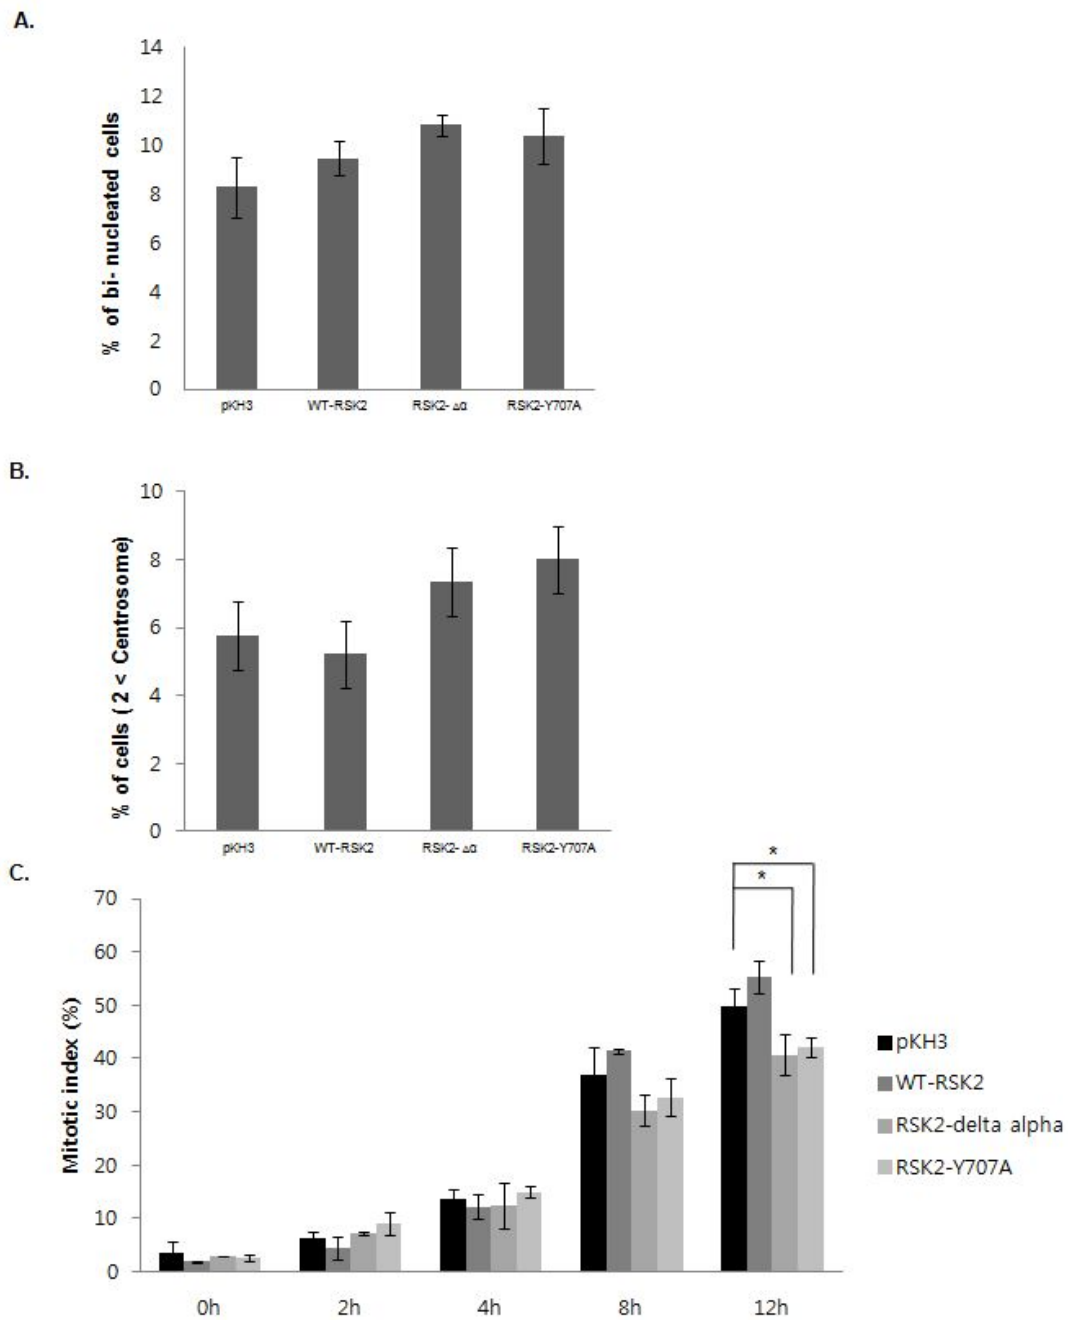 A.
14
12
10
8
6
4
2
0
% of bi- nucleated cells
pKH3 WT-RSK2 RSK2- Δα RSK2-Y707A
B.
10
8
6
4
2
0
% of cells ( 2 < Centrosome)
pKH3 WT-RSK2 RSK2- Δα RSK2-Y707A
C.
* 
*
70
60
50
40
30
20
10
0
Mitotic index (%)
0h 2h 4h 8h 12h
pKH3
WT-RSK2
RSK2-delta alpha
RSK2-Y707A